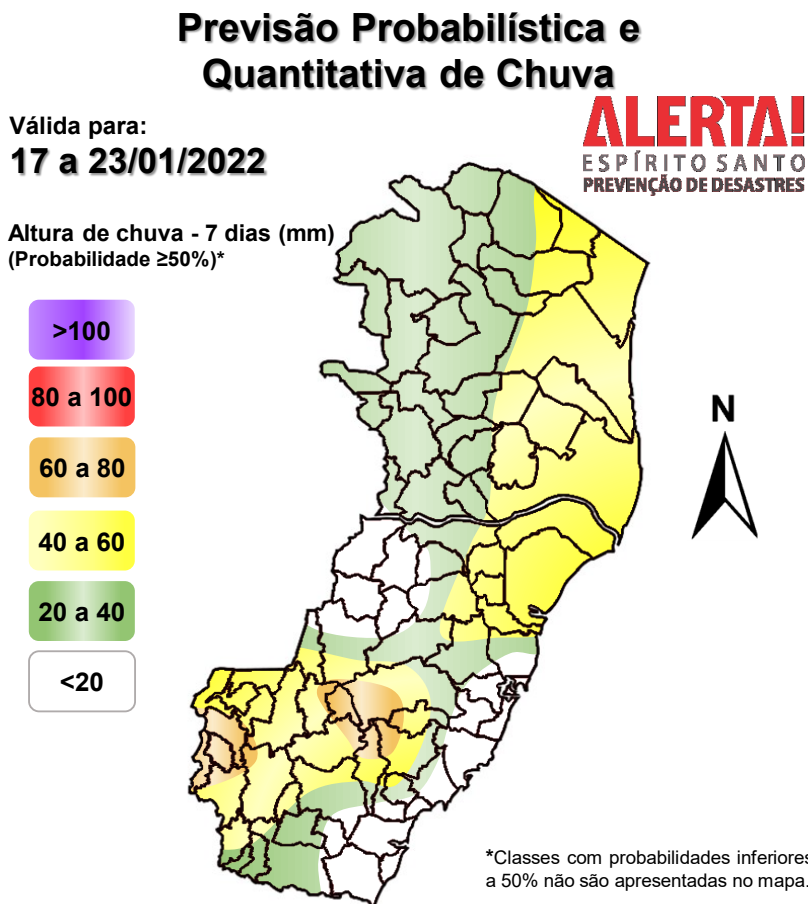 Previsão Probabilística e
Quantitativa de Chuva
Válida para:
17 a 23/01/2022
ALERTA!
ESPÍRITO SANTO
PREVENÇÃO DE DESASTRES
Altura de chuva - 7 dias (mm)
(Probabilidade ≥50%)*
>100
80 a 100
60 a 80
40 a 60
20 a 40
<20
N
*Classes com probabilidades inferiores
a 50% não são apresentadas no mapa.